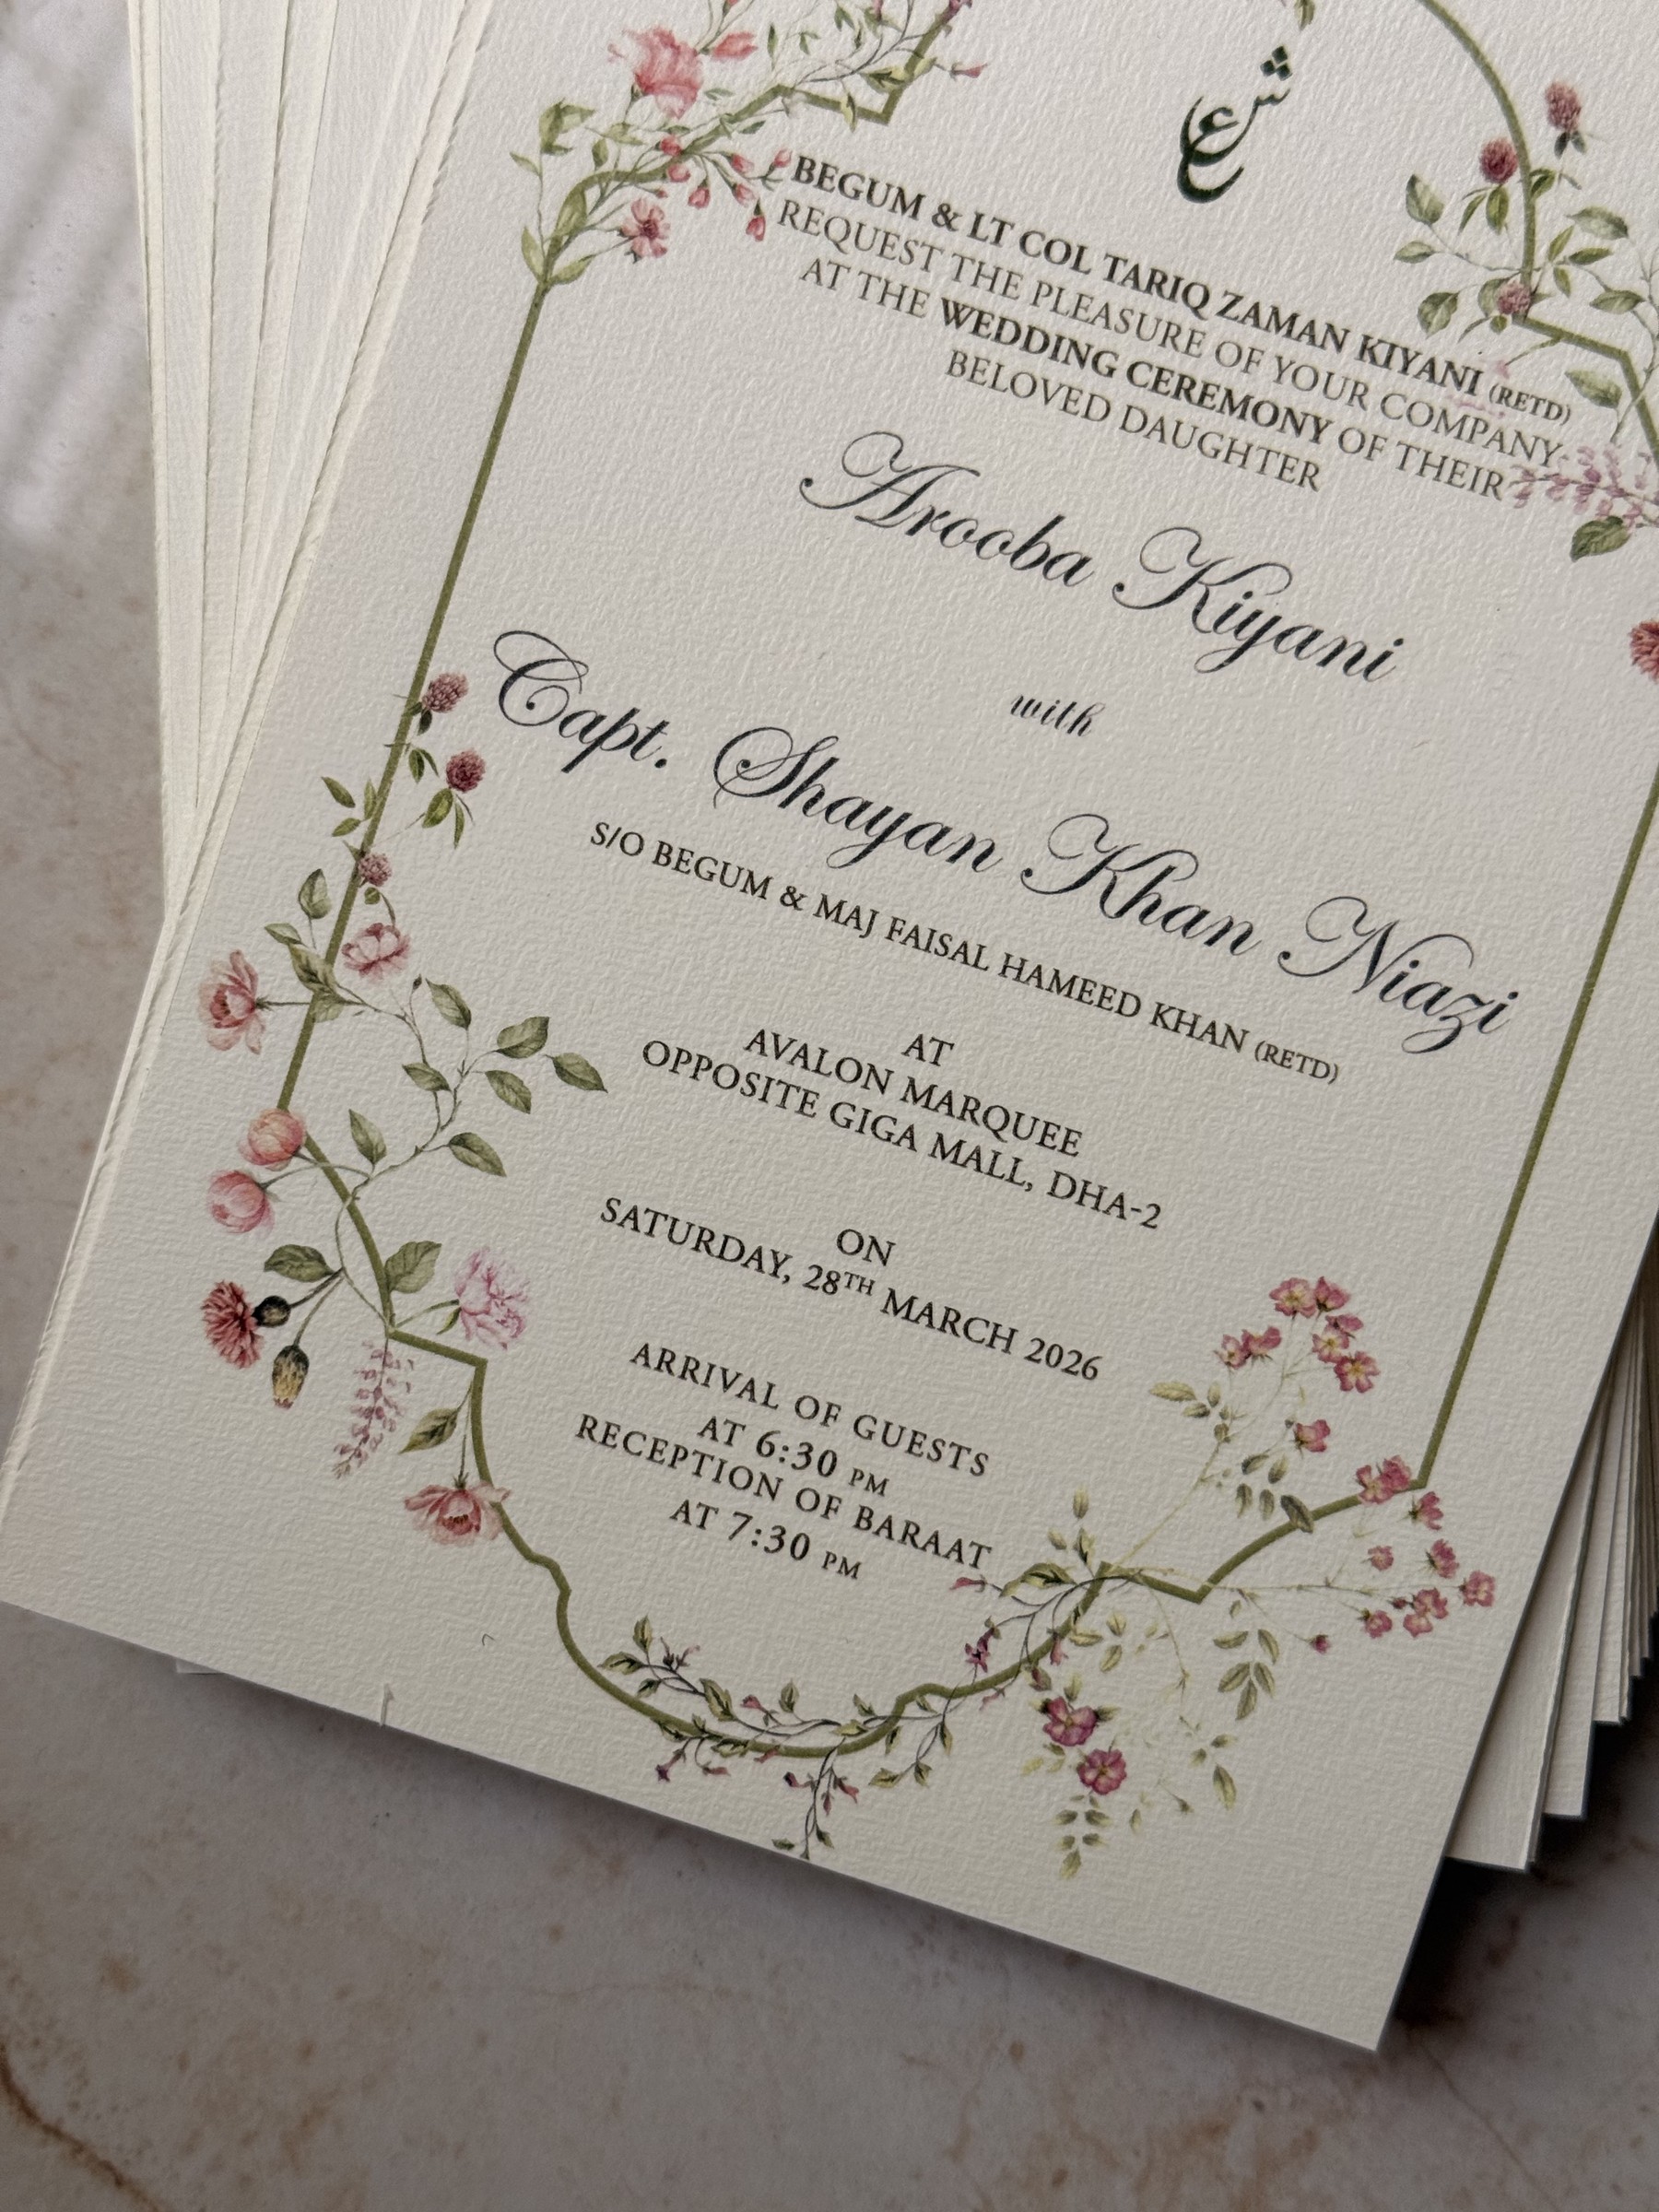 ش ع
BEGUM & LT COL TARIQ ZAMAN KIYANI (RETD)
REQUEST THE PLEASURE OF YOUR COMPANY
AT THE WEDDING CEREMONY OF THEIR
BELOVED DAUGHTER
Arooba Kiyani
with
Capt. Shayan Khan Niazi
S/O BEGUM & MAJ FAISAL HAMEED KHAN (RETD)
AT
AVALON MARQUEE
OPPOSITE GIGA MALL, DHA-2
ON
SATURDAY, 28TH MARCH 2026
ARRIVAL OF GUESTS
AT 6:30 PM
RECEPTION OF BARAAT
AT 7:30 PM